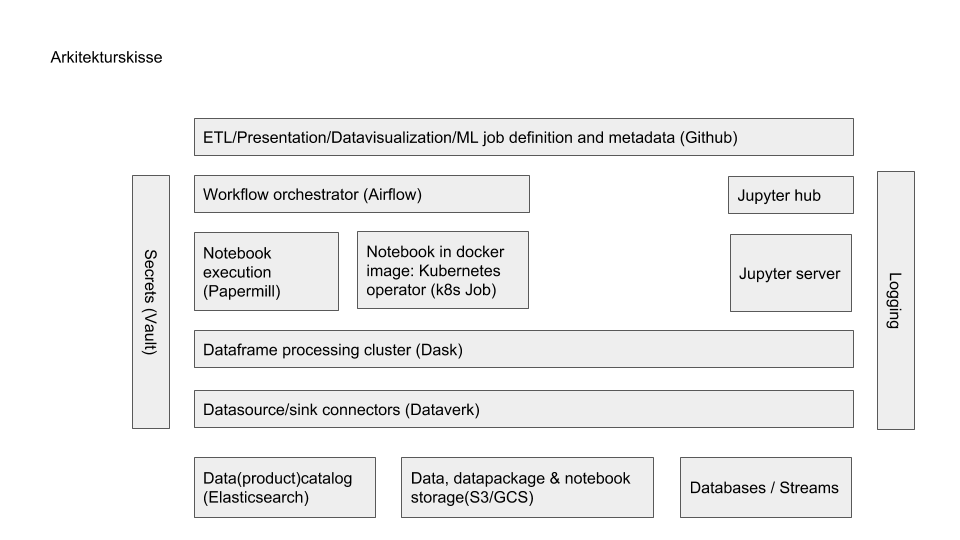 Arkitekturskisse
ETL/Presentation/Datavisualization/ML job definition and metadata (Github)
Workflow orchestrator (Airflow)
Jupyter hub
Secrets (Vault)
Notebook
execution
(Papermill)
Notebook in docker
image: Kubernetes
operator (k8s Job)
Jupyter server
Logging
Dataframe processing cluster (Dask)
Datasource/sink connectors (Dataverk)
Data(product)catalog
(Elasticsearch)
Data, datapackage & notebook
storage(S3/GCS)
Databases / Streams